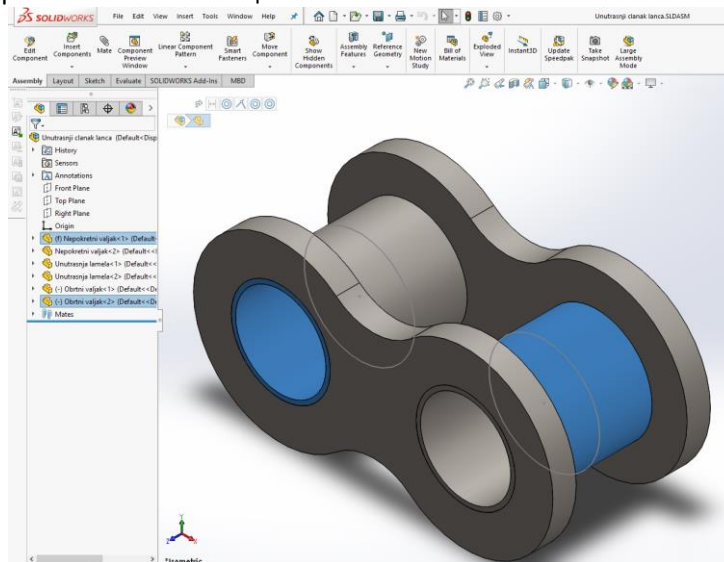 SOLIDWORKS File Edit View Insert Tools Window Help Unutrasnji clanak lanca.SLDASM
Edit Component
Insert Components
Mate
Component Preview Window
Linear Component Pattern
Smart Fasteners
Move Component
Show Hidden Components
Assembly Features
Reference Geometry
New Motion Study
Bill of Materials
Exploded View
Instant3D
Update Speedpak
Take Snapshot
Large Assembly Mode
Assembly Layout Sketch Evaluate SOLIDWORKS Add-Ins MBD
Unutrasnji clanak lanca (Default<Disp
History
Sensors
Annotations
Front Plane
Top Plane
Right Plane
Origin
(f) Nepokretni valjak<1> (Default
Nepokretni valjak<2> (Default<<
Unutrasnja lamela<1> (Default<<
Unutrasnja lamela<2> (Default<<
(-) Obrtni valjak<1> (Default<<De
(-) Obrtni valjak<2> (Default<<De
Mates
*Isometric